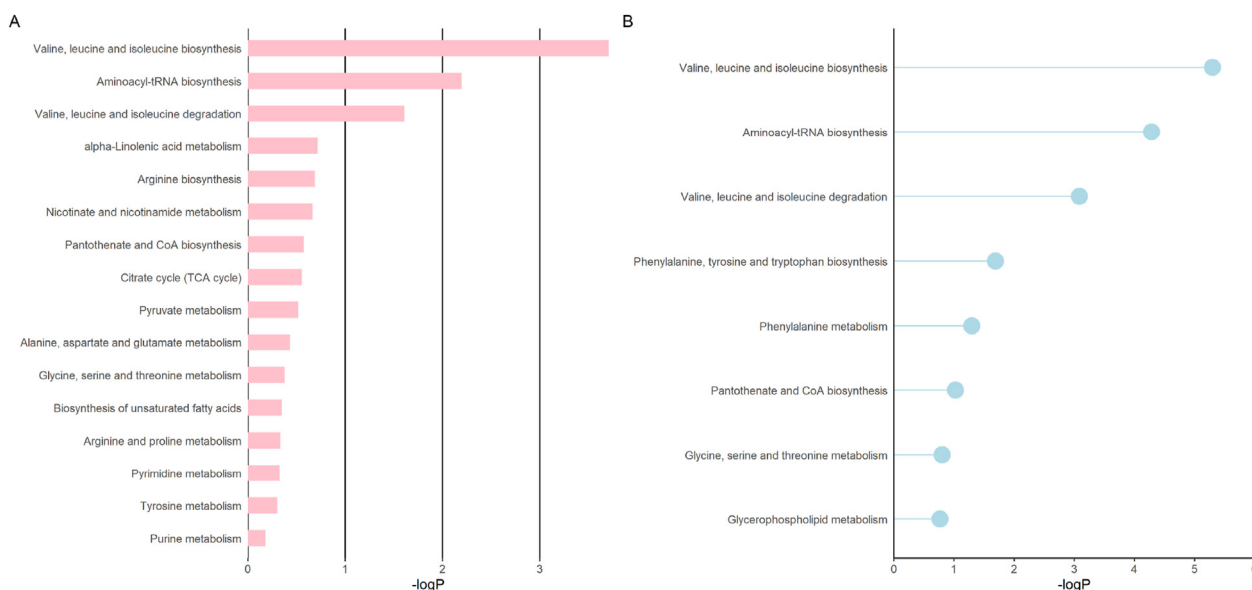 A
Valine, leucine and isoleucine biosynthesis
Aminoacyl-tRNA biosynthesis
Valine, leucine and isoleucine degradation
alpha-Linolenic acid metabolism
Arginine biosynthesis
Nicotinate and nicotinamide metabolism
Pantothenate and CoA biosynthesis
Citrate cycle (TCA cycle)
Pyruvate metabolism
Alanine, aspartate and glutamate metabolism
Glycine, serine and threonine metabolism
Biosynthesis of unsaturated fatty acids
Arginine and proline metabolism
Pyrimidine metabolism
Tyrosine metabolism
Purine metabolism
0 1 2 3
-logP
B
Valine, leucine and isoleucine biosynthesis
Aminoacyl-tRNA biosynthesis
Valine, leucine and isoleucine degradation
Phenylalanine, tyrosine and tryptophan biosynthesis
Phenylalanine metabolism
Pantothenate and CoA biosynthesis
Glycine, serine and threonine metabolism
Glycerophospholipid metabolism
0 1 2 3 4 5
-logP